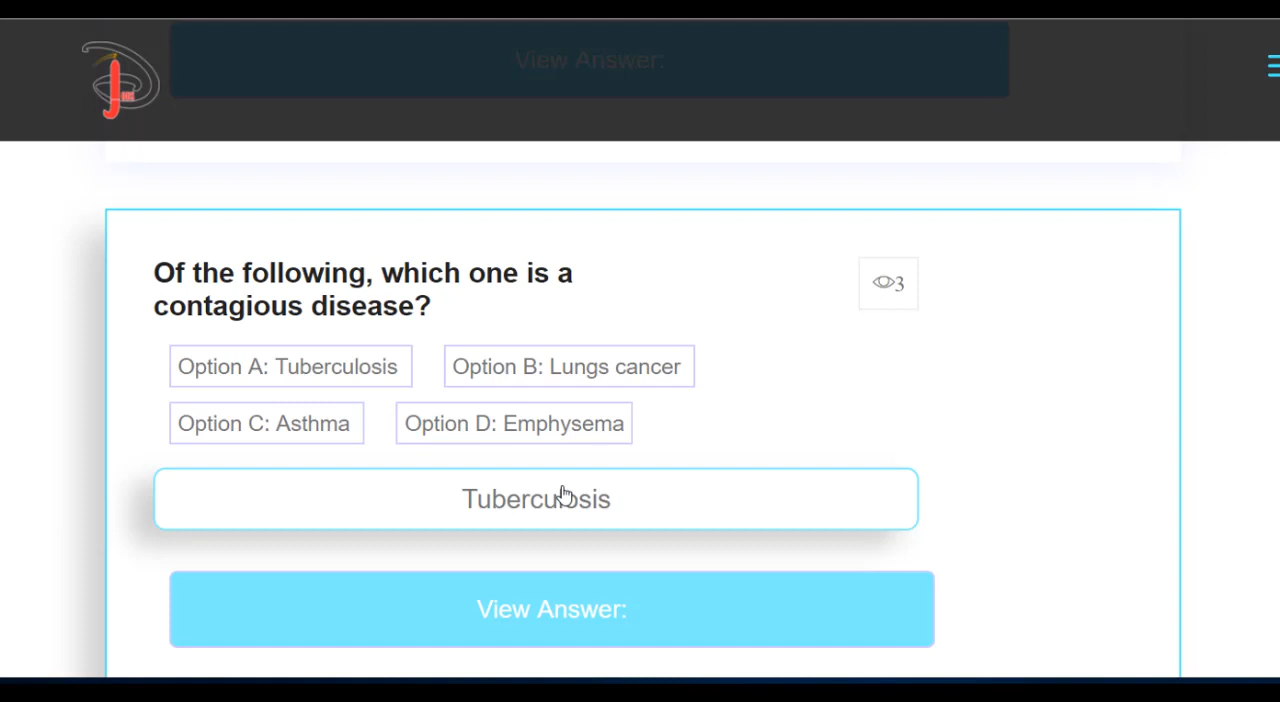 View Answer:
Of the following, which one is a
contagious disease?
3
Option A: Tuberculosis
Option B: Lungs cancer
Option C: Asthma
Option D: Emphysema
Tuberculosis
View Answer: